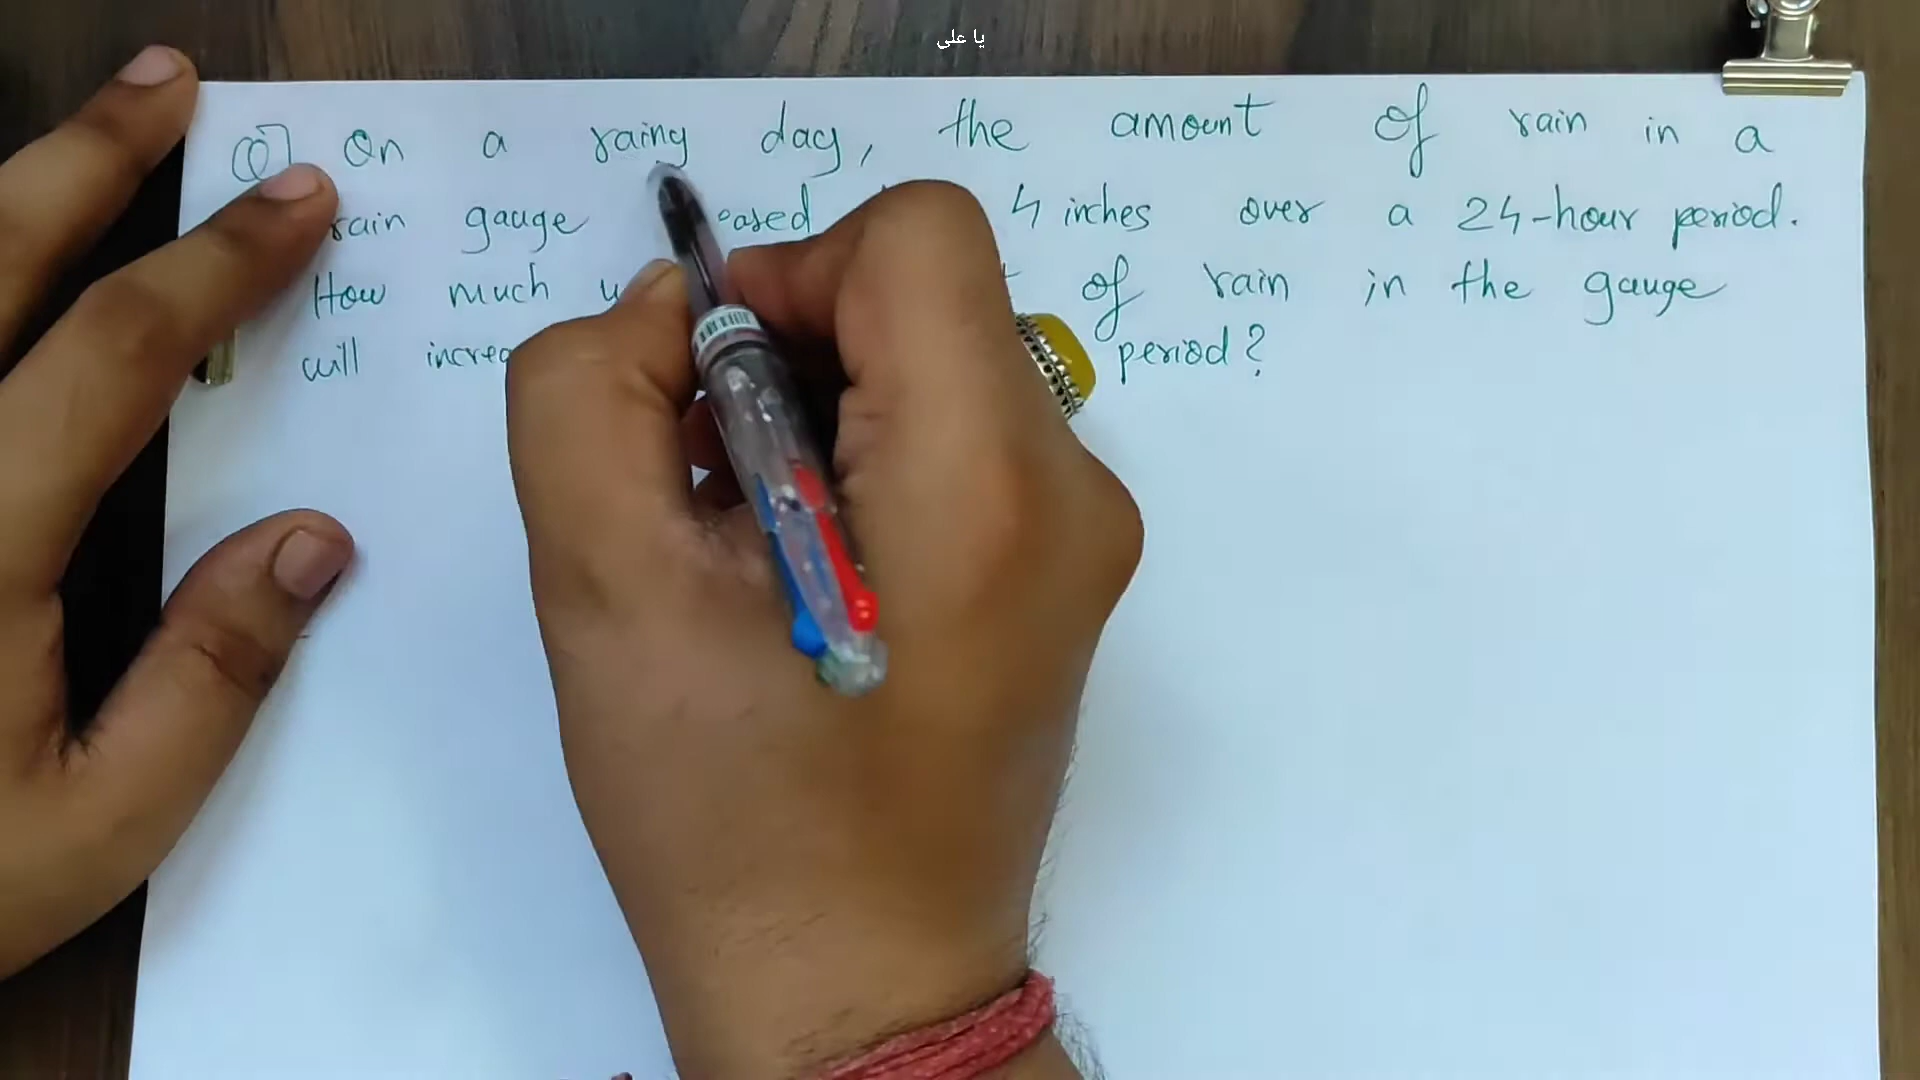 يا علی
Q] On a rainy day, the amount of rain in a
rain gauge 4 inches over a 24-hour period.
How much of rain in the gauge
will period?